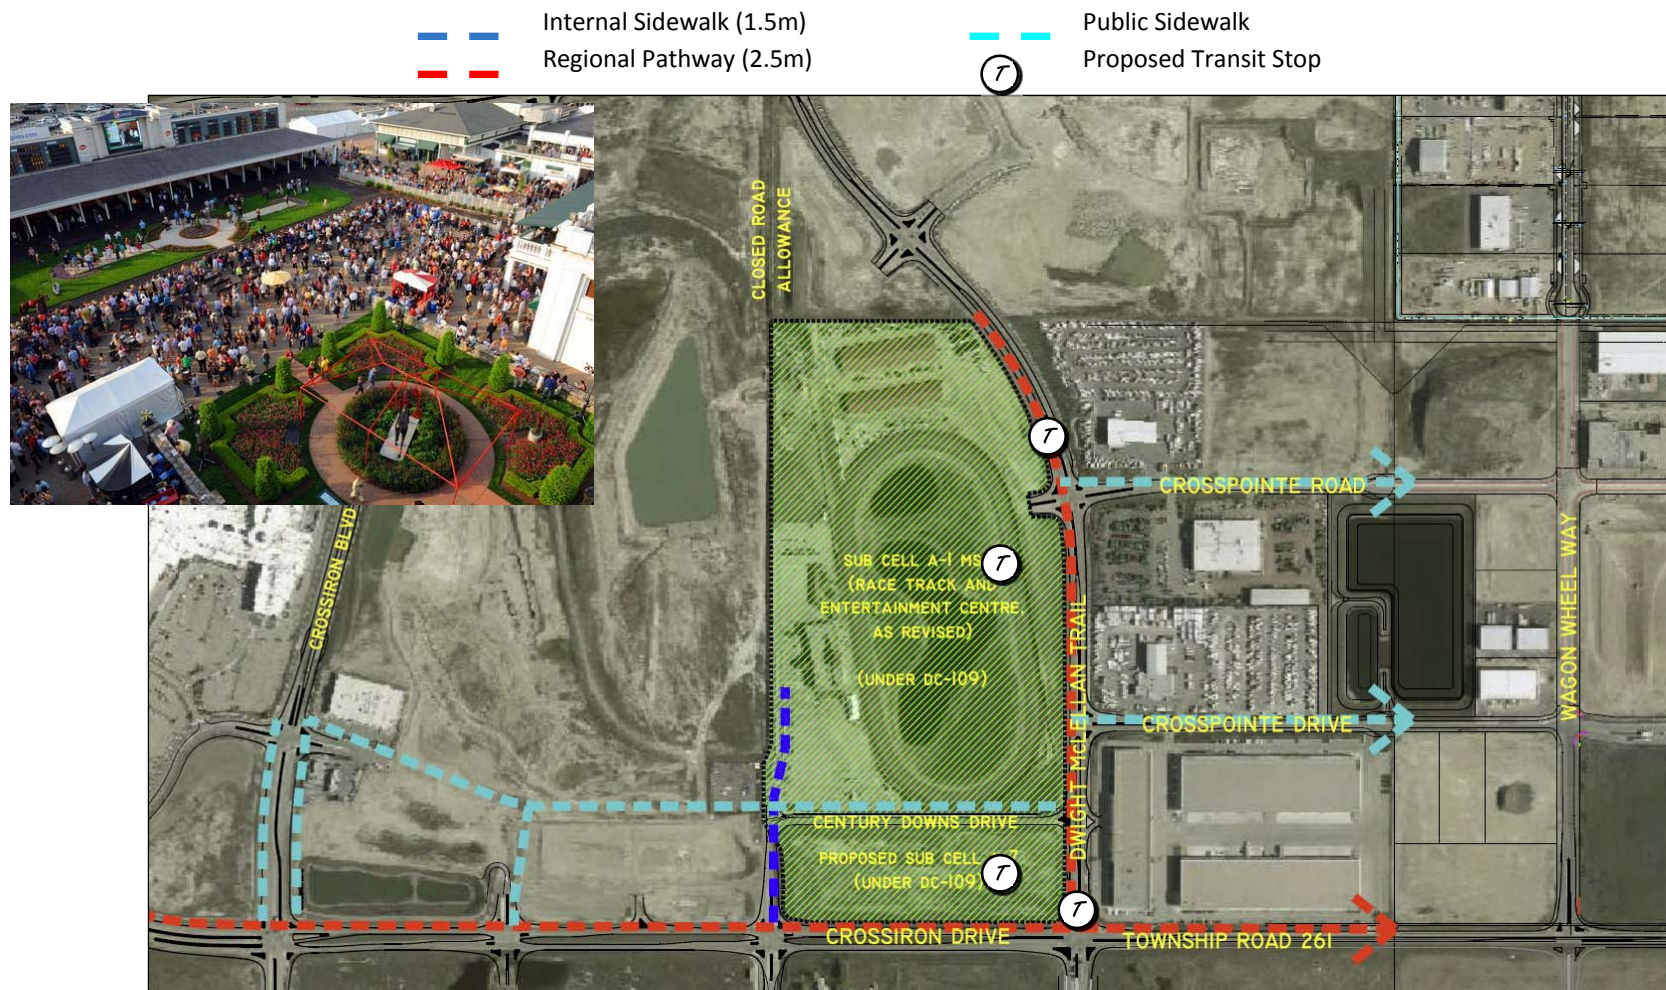 Internal Sidewalk (1.5m)
Regional Pathway (2.5m)
Public Sidewalk
T
Proposed Transit Stop
CLOSED ROAD
ALLOWANCE
T
CROSSPOINTE ROAD
CROSSIRON BLVD
SUB CELL A-1 MS
T
(RACE TRACK AND
ENTERTAINMENT CENTRE,
AS REVISED)
(UNDER DC-109)
DWIGHT McLELLAN TRAIL
WAGON WHEEL WAY
CROSSPOINTE DRIVE
CENTURY DOWNS DRIVE
PROPOSED SUB CELL
(UNDER DC-109)
T
T
CROSSIRON DRIVE
TOWNSHIP ROAD 261